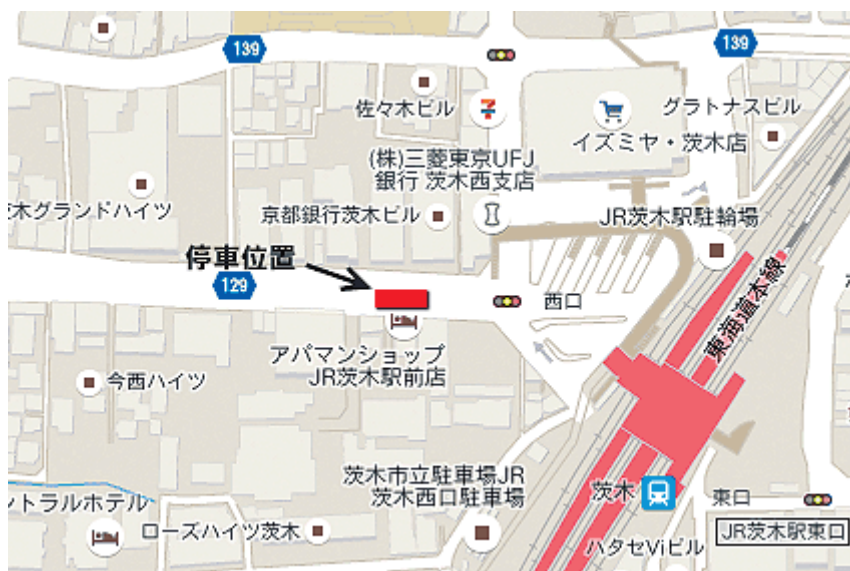 139
139
佐々木ビル
グラトナスビル
イズミヤ・茨木店
(株)三菱東京UFJ
銀行 茨木西支店
木グランドハイツ
京都銀行茨木ビル
JR茨木駅駐輪場
停車位置
129
西口
東海道本線
アパマンショップ
JR茨木駅前店
今西ハイツ
茨木市立駐車場JR
茨木西口駐車場
茨木
東口
ントラルホテル
ローズハイツ茨木
ハタセViビル
JR茨木駅東口